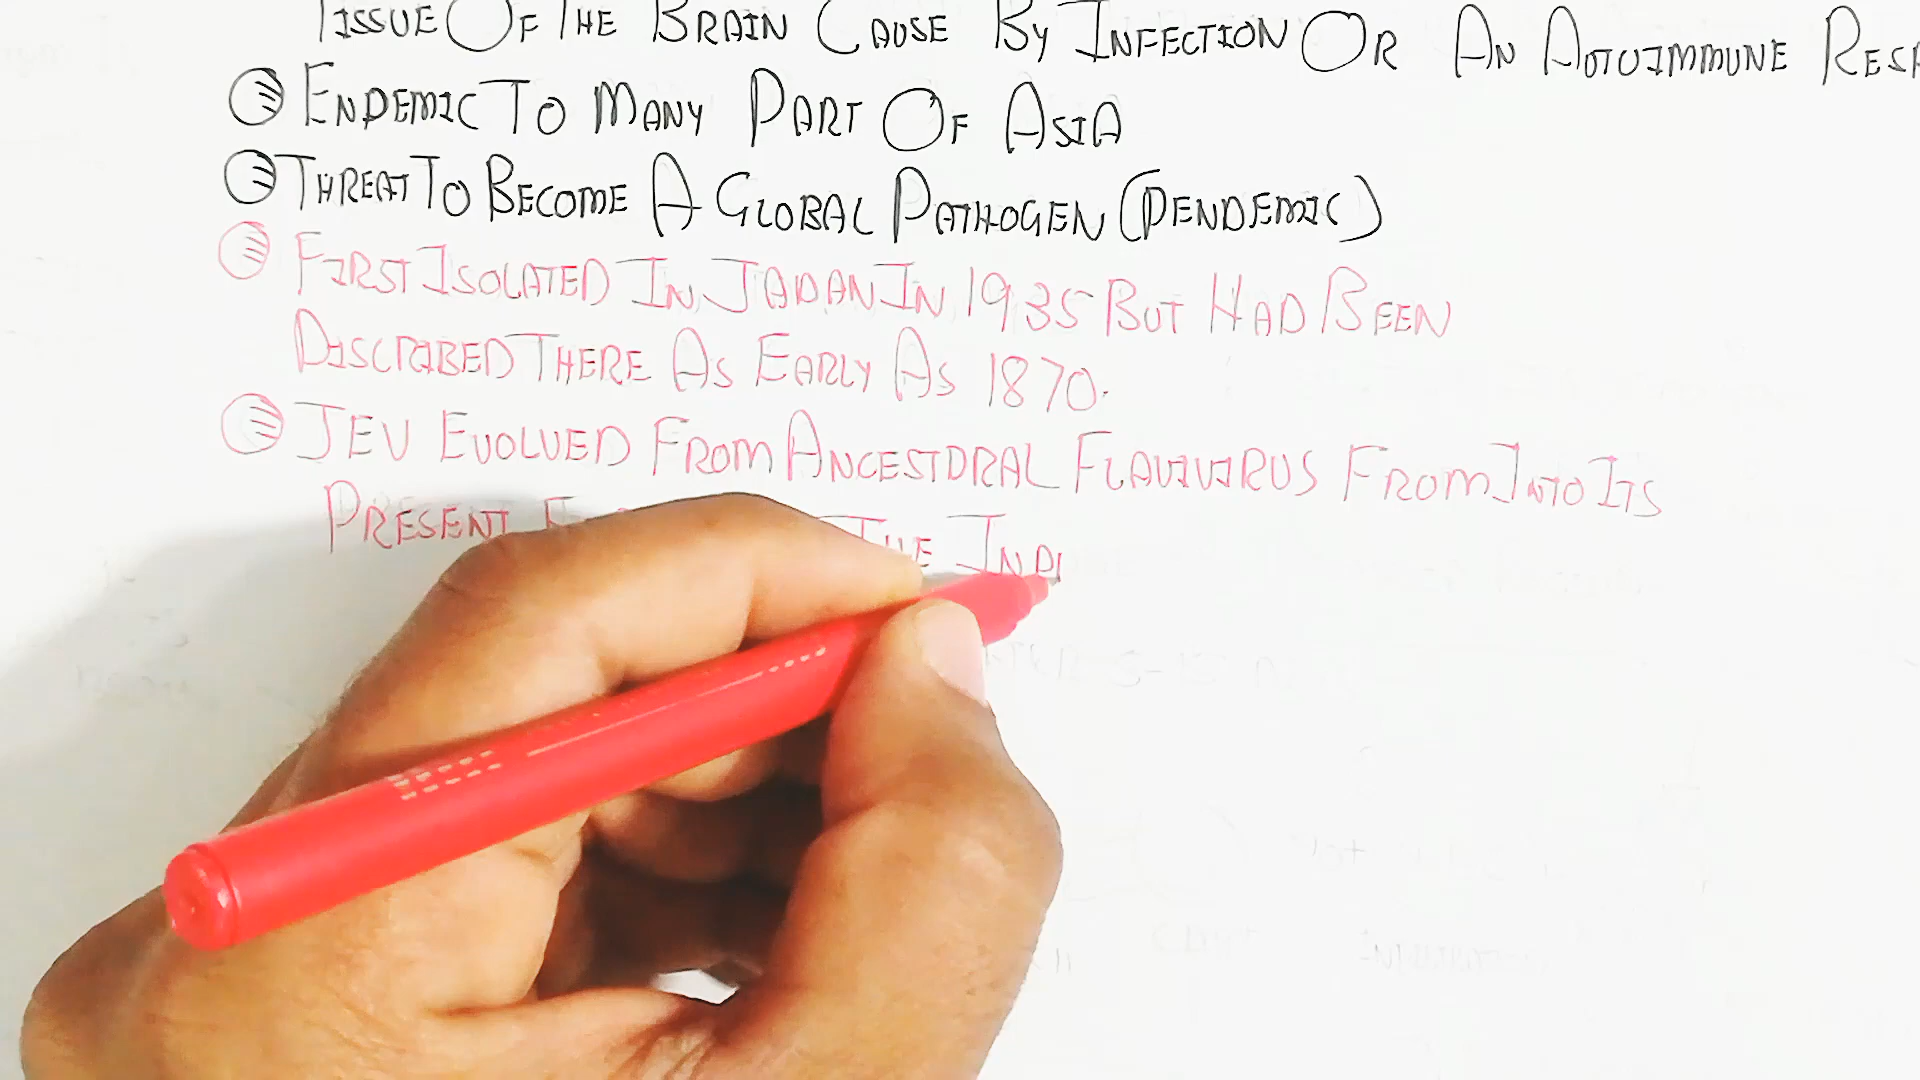 TISSUE OF THE BRAIN CAUSE BY INFECTION OR AN AUTOIMMUNE
ENDEMIC TO MANY PART OF ASIA
THREAT TO BECOME A GLOBAL PATHOGEN (PENDEMIC)
FIRST ISOLATED IN JAPAN IN 1935 BUT HAD BEEN
DISCRIBED THERE AS EARLY AS 1870.
JEV EVOLVED FROM ANCESTORAL FLAVIVIRUS FROM INTO ITS
PRESENT THE